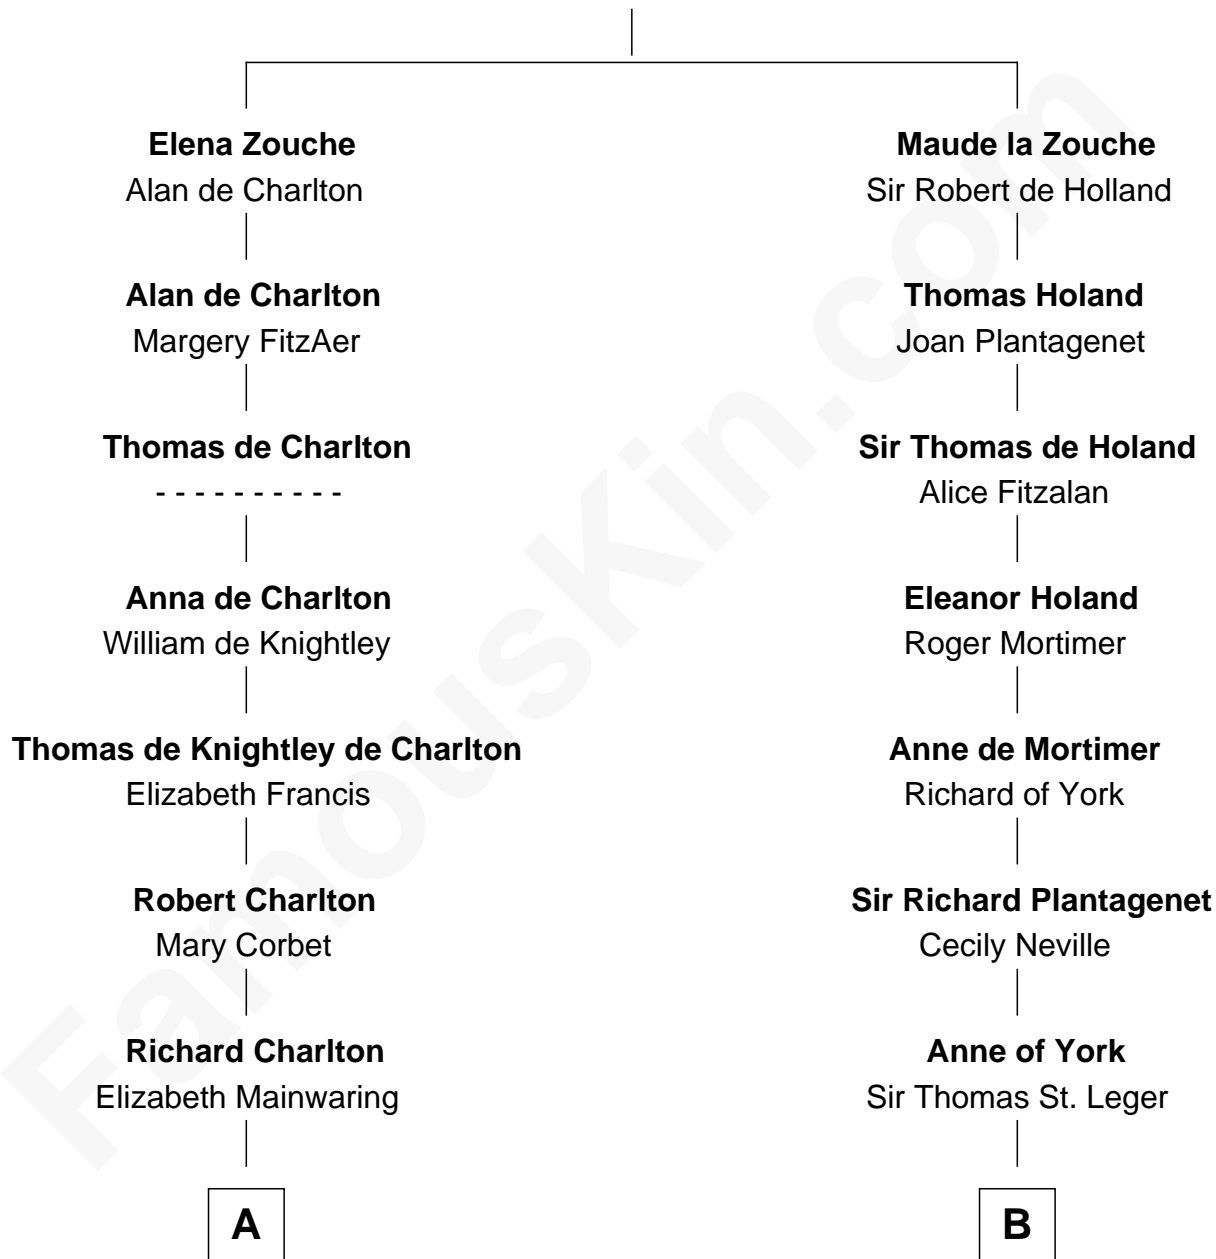 Elena Zouche
Alan de Charlton
Alan de Charlton
Margery FitzAer
Thomas de Charlton
- - - - - - - - - -
Anna de Charlton
William de Knightley
Thomas de Knightley de Charlton
Elizabeth Francis
Robert Charlton
Mary Corbet
Richard Charlton
Elizabeth Mainwaring
A
Maude la Zouche
Sir Robert de Holland
Thomas Holand
Joan Plantagenet
Sir Thomas de Holand
Alice Fitzalan
Eleanor Holand
Roger Mortimer
Anne de Mortimer
Richard of York
Sir Richard Plantagenet
Cecily Neville
Anne of York
Sir Thomas St. Leger
B
FamousKin.com